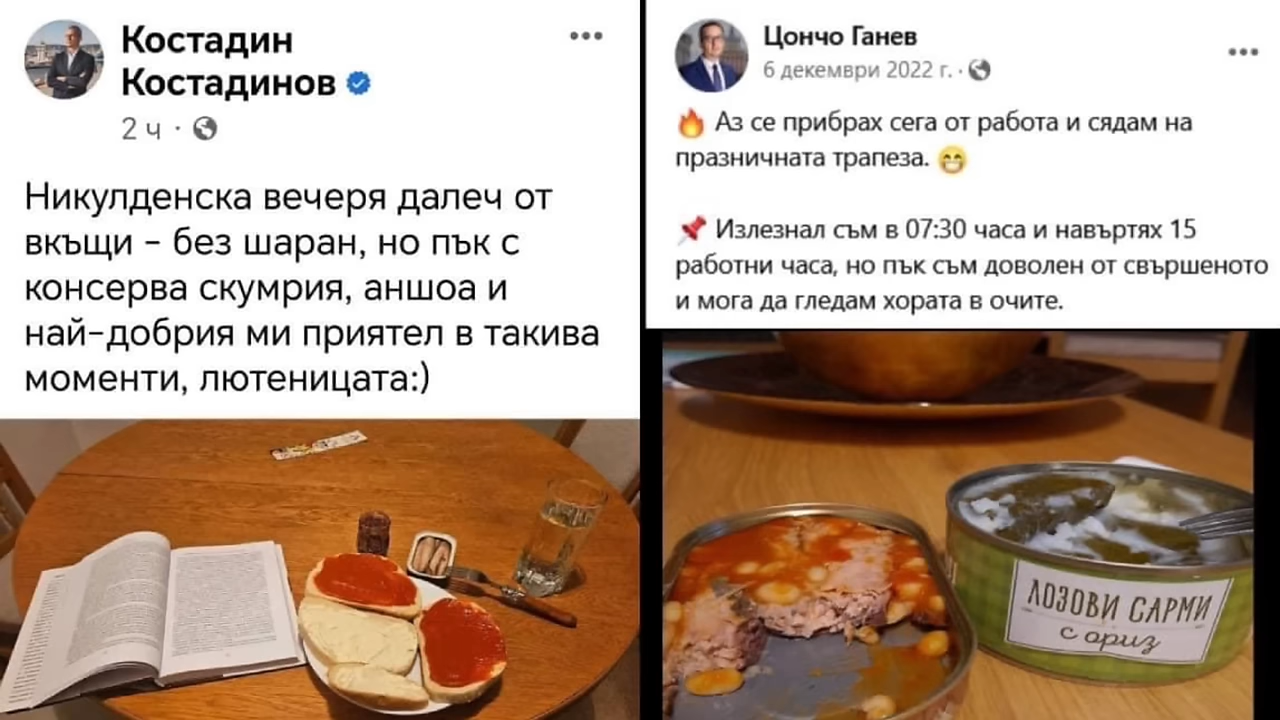 Костадин
Костадинов
2 ч ·
Никулденска вечеря далеч от
вкъщи - без шаран, но пък с
консерва скумрия, аншоа и
най-добрия ми приятел в такива
моменти, лютеницата:)
Цончо Ганев
6 декември 2022 г. ·
🔥 Аз се прибрах сега от работа и сядам на
празничната трапеза. 😁
📌 Излезнал съм в 07:30 часа и навъртях 15
работни часа, но пък съм доволен от свършеното
и мога да гледам хората в очите.
ЛОЗОВИ САРМИ
с ориз